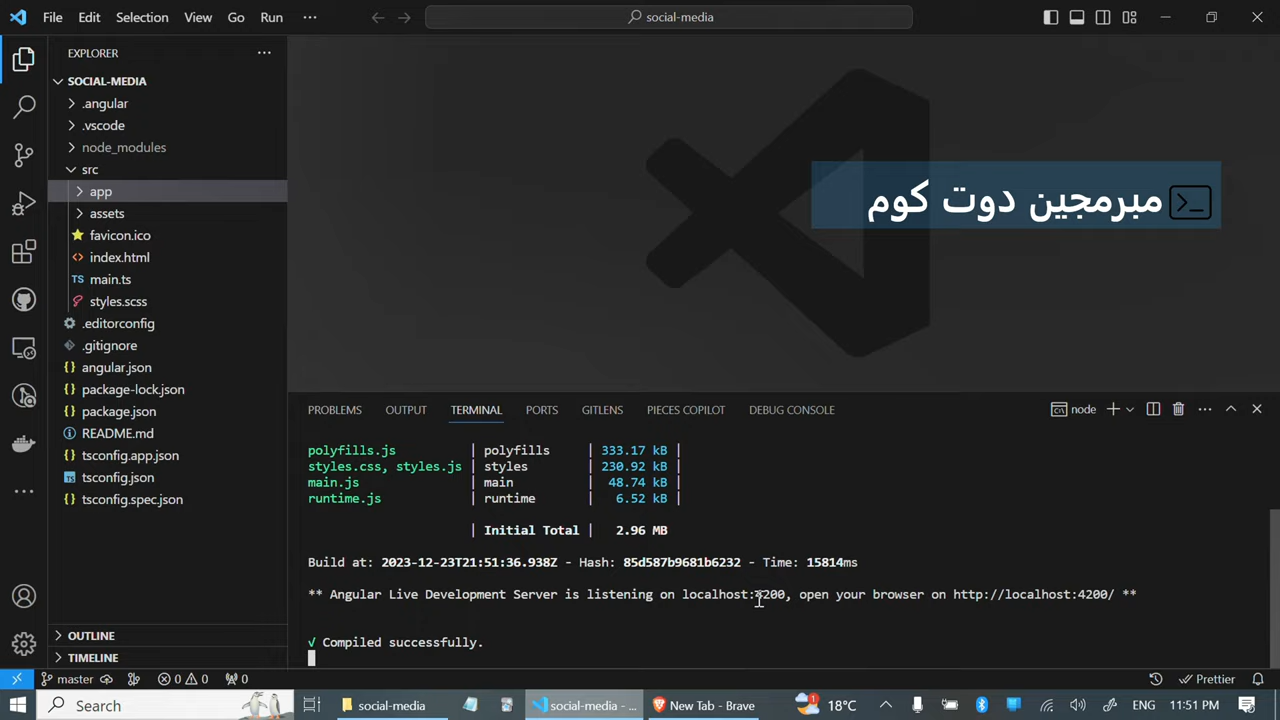 File Edit Selection View Go Run ··· social-media
EXPLORER ···
SOCIAL-MEDIA
.angular
.vscode
node_modules
src
app
assets
favicon.ico
index.html
TS main.ts
styles.scss
.editorconfig
.gitignore
{} angular.json
{} package-lock.json
{} package.json
README.md
{} tsconfig.app.json
tsconfig.json
{} tsconfig.spec.json
OUTLINE
TIMELINE
>_ مبرمجين دوت كوم
PROBLEMS OUTPUT TERMINAL PORTS GITLENS PIECES COPILOT DEBUG CONSOLE node
polyfills.js | polyfills | 333.17 kB |
styles.css, styles.js | styles | 230.92 kB |
main.js | main | 48.74 kB |
runtime.js | runtime | 6.52 kB |
| Initial Total | 2.96 MB
Build at: 2023-12-23T21:51:36.938Z - Hash: 85d587b9681b6232 - Time: 15814ms
** Angular Live Development Server is listening on localhost:4200, open your browser on http://localhost:4200/ **
√ Compiled successfully.
master 0 0 0 Prettier
Search social-media social-media - ... New Tab - Brave 1 18°C 11:51 PM